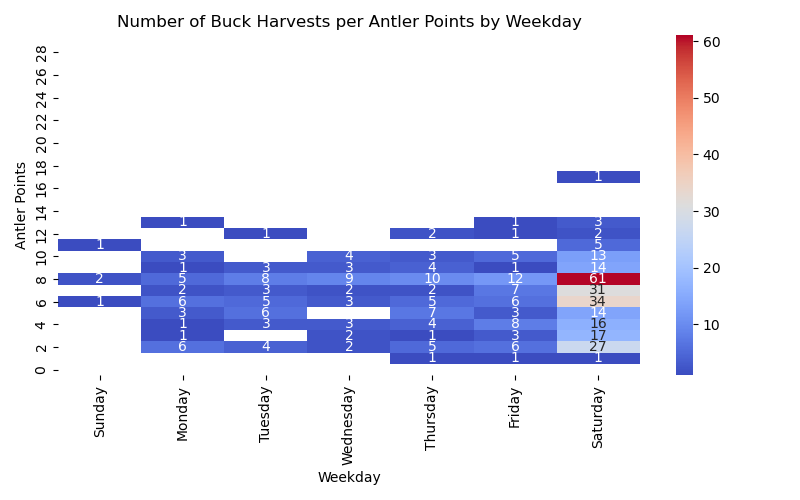 Number of Buck Harvests per Antler Points by Weekday
Antler Points
28
26
24
22
20
18
16
14
12
10
8
6
4
2
0
1
1 1 3
1 2 1 2
1 5
3 4 3 5 13
1 3 3 4 1 14
2 5 8 9 10 12 61
2 3 2 2 7 31
1 6 5 3 5 6 34
3 6 7 3 14
1 3 3 4 8 16
1 2 1 3 17
6 4 2 5 6 27
1 1 1
Sunday
Monday
Tuesday
Wednesday
Thursday
Friday
Saturday
Weekday
60
50
40
30
20
10